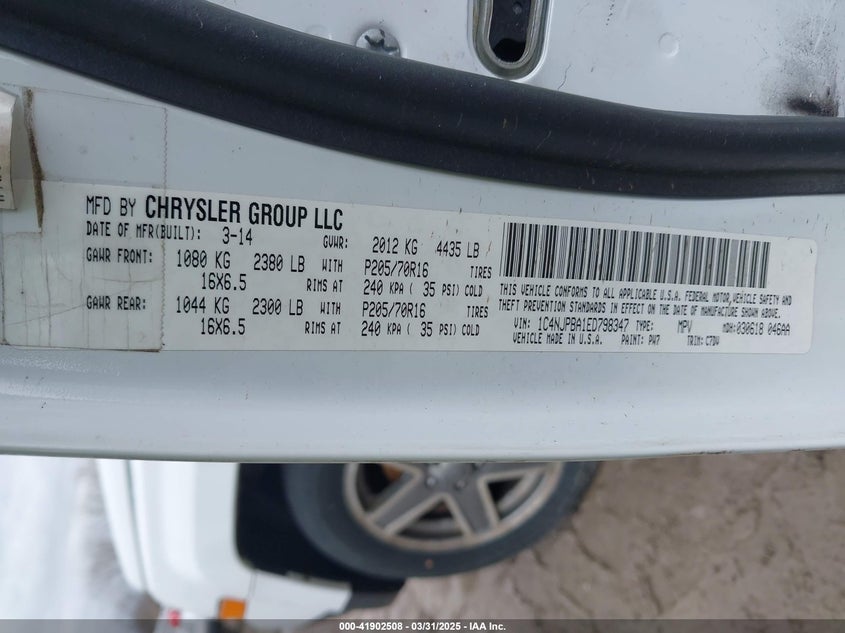 MFD BY CHRYSLER GROUP LLC
DATE OF MFR(BUILT): 3-14 GVWR: 2012 KG 4435 LB
GAWR FRONT: 1080 KG 2380 LB WITH P205/70R16 TIRES
16X6.5 RIMS AT 240 KPA ( 35 PSI) COLD
GAWR REAR: 1044 KG 2300 LB WITH P205/70R16 TIRES
16X6.5 RIMS AT 240 KPA ( 35 PSI) COLD
THIS VEHICLE CONFORMS TO ALL APPLICABLE U.S.A. FEDERAL MOTOR VEHICLE SAFETY AND
THEFT PREVENTION STANDARDS IN EFFECT ON THE DATE OF MANUFACTURE SHOWN ABOVE.
VIN: 1C4NJPBA1ED798347 TYPE: MPV MDH: 030618 046AA
VEHICLE MADE IN U.S.A. PAINT: PW7 TRIM: C7DV
000-41902508 - 03/31/2025 - IAA Inc.